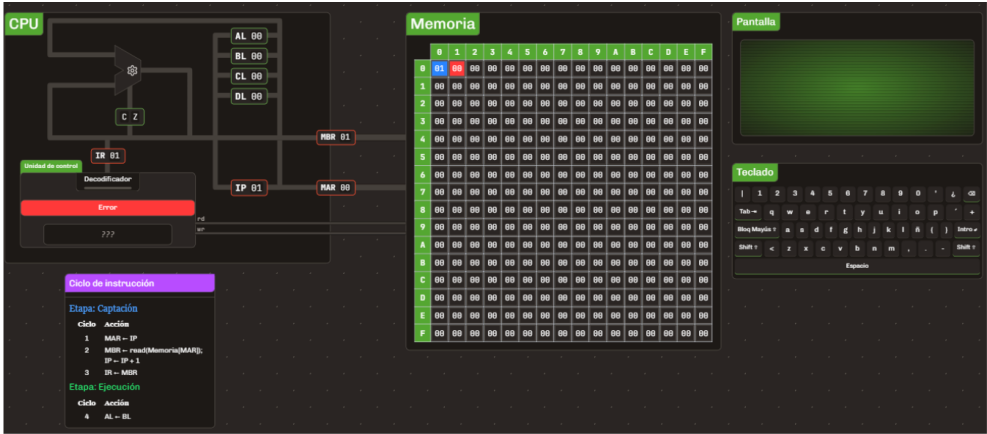 CPU
AL 00
BL 00
CL 00
DL 00
C Z
IR 01
MBR 01
Unidad de control
Decodificador
IP 01
MAR 00
Error
???
rd
wr
Ciclo de instrucción
Etapa: Captación
Ciclo Acción
1 MAR ← IP
2 MBR ← read(Memoria[MAR]);
IP ← IP + 1
3 IR ← MBR
Etapa: Ejecución
Ciclo Acción
4 AL ← BL
Memoria
0 1 2 3 4 5 6 7 8 9 A B C D E F
0 01 00 00 00 00 00 00 00 00 00 00 00 00 00 00 00
1 00 00 00 00 00 00 00 00 00 00 00 00 00 00 00 00
2 00 00 00 00 00 00 00 00 00 00 00 00 00 00 00 00
3 00 00 00 00 00 00 00 00 00 00 00 00 00 00 00 00
4 00 00 00 00 00 00 00 00 00 00 00 00 00 00 00 00
5 00 00 00 00 00 00 00 00 00 00 00 00 00 00 00 00
6 00 00 00 00 00 00 00 00 00 00 00 00 00 00 00 00
7 00 00 00 00 00 00 00 00 00 00 00 00 00 00 00 00
8 00 00 00 00 00 00 00 00 00 00 00 00 00 00 00 00
9 00 00 00 00 00 00 00 00 00 00 00 00 00 00 00 00
A 00 00 00 00 00 00 00 00 00 00 00 00 00 00 00 00
B 00 00 00 00 00 00 00 00 00 00 00 00 00 00 00 00
C 00 00 00 00 00 00 00 00 00 00 00 00 00 00 00 00
D 00 00 00 00 00 00 00 00 00 00 00 00 00 00 00 00
E 00 00 00 00 00 00 00 00 00 00 00 00 00 00 00 00
F 00 00 00 00 00 00 00 00 00 00 00 00 00 00 00 00
Pantalla
Teclado
| 1 2 3 4 5 6 7 8 9 0 ' ¿ ⌫
Tab q w e r t y u i o p ´ +
Bloq Mayús ⇧ a s d f g h j k l ñ { } Intro
Shift ⇧ < z x c v b n m , . - Shift ⇧
Espacio